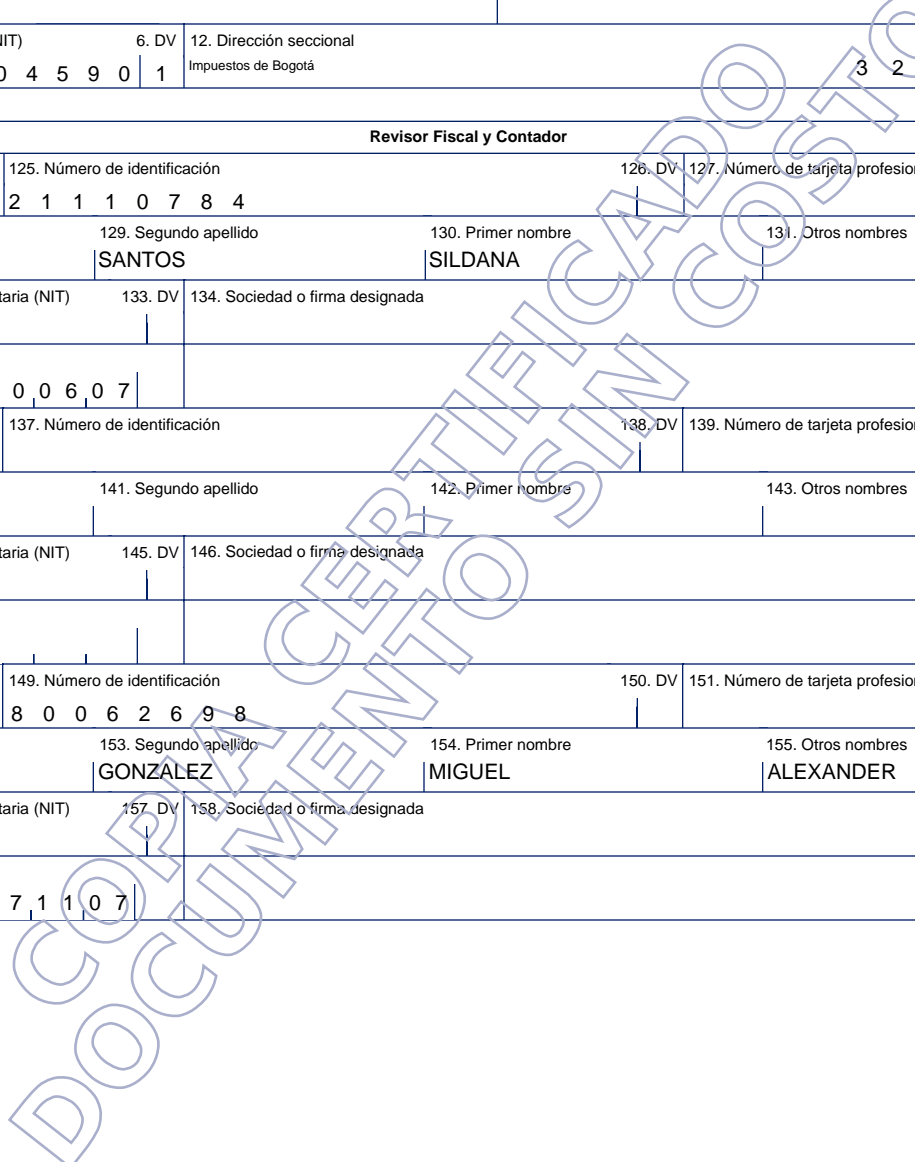 NIT) 6. DV 12. Dirección seccional
0 4 5 9 0 1 Impuestos de Bogotá 3 2
Revisor Fiscal y Contador
125. Número de identificación 126. DV 127. Número de tarjeta profesion
2 1 1 1 0 7 8 4
129. Segundo apellido 130. Primer nombre 131. Otros nombres
SANTOS SILDANA
taria (NIT) 133. DV 134. Sociedad o firma designada
0 0 6 0 7
137. Número de identificación 138. DV 139. Número de tarjeta profesion
141. Segundo apellido 142. Primer nombre 143. Otros nombres
taria (NIT) 145. DV 146. Sociedad o firma designada
149. Número de identificación 150. DV 151. Número de tarjeta profesion
8 0 0 6 2 6 9 8
153. Segundo apellido 154. Primer nombre 155. Otros nombres
GONZALEZ MIGUEL ALEXANDER
taria (NIT) 157. DV 158. Sociedad o firma designada
7 1 1 0 7
COPIA CERTIFICADO
DOCUMENTO SIN COSTO